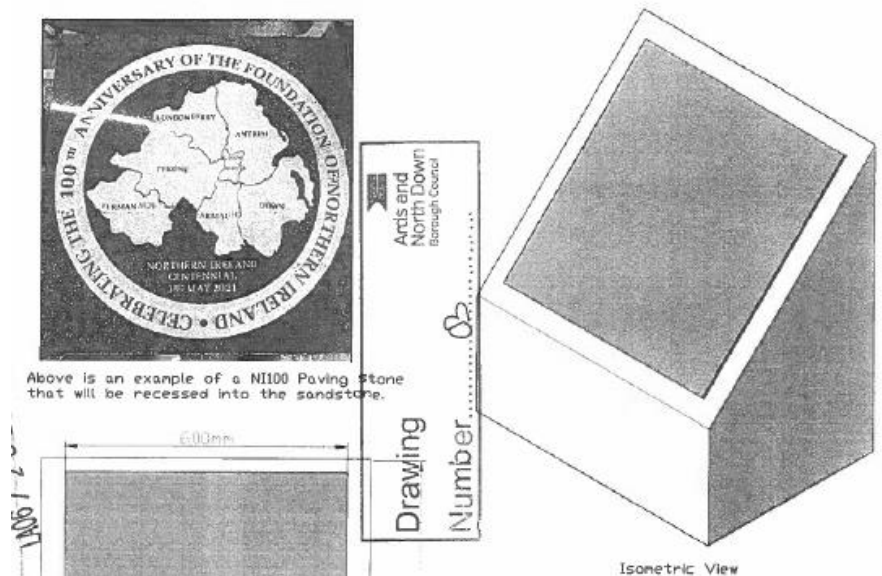 CELEBRATING THE 100TH ANNIVERSARY OF THE FOUNDATION OF NORTHERN IRELAND •
LONDONDERRY
ANTRIM
TYRONE
FERMANAGH
ARMAGH
DOWN
NORTHERN IRELAND
CENTENNIAL
3RD MAY 2021
Above is an example of a NI100 Paving Stone
that will be recessed into the sandstone.
600mm
Ards and
North Down
Borough Council
Drawing
Number 02
LA06
Isometric View